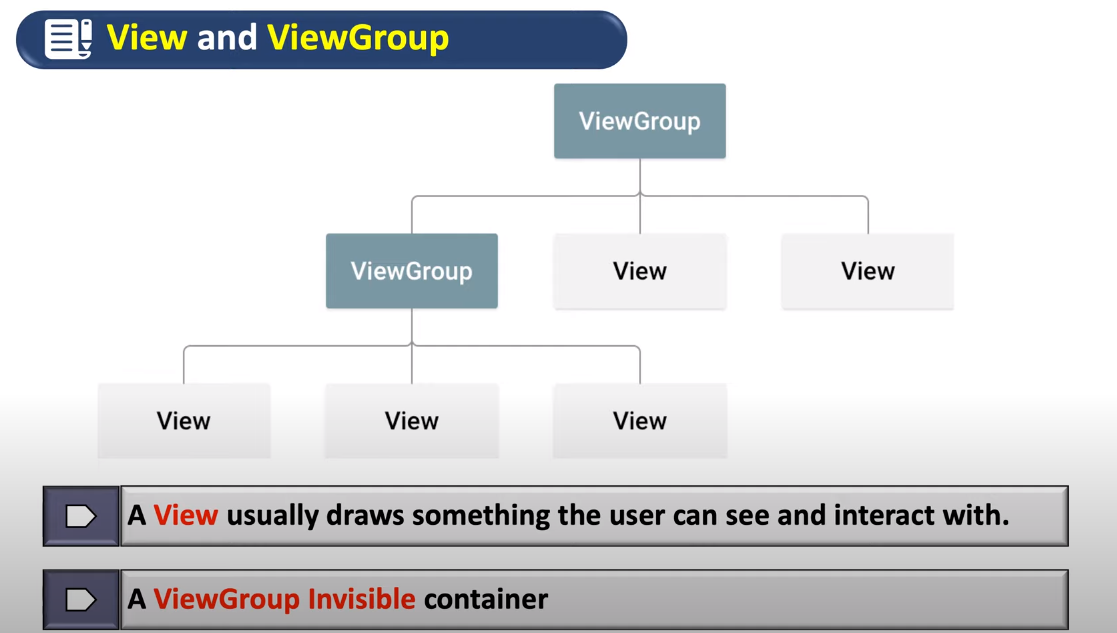 View and ViewGroup
ViewGroup
ViewGroup
View
View
View
View
View
A View usually draws something the user can see and interact with.
A ViewGroup Invisible container